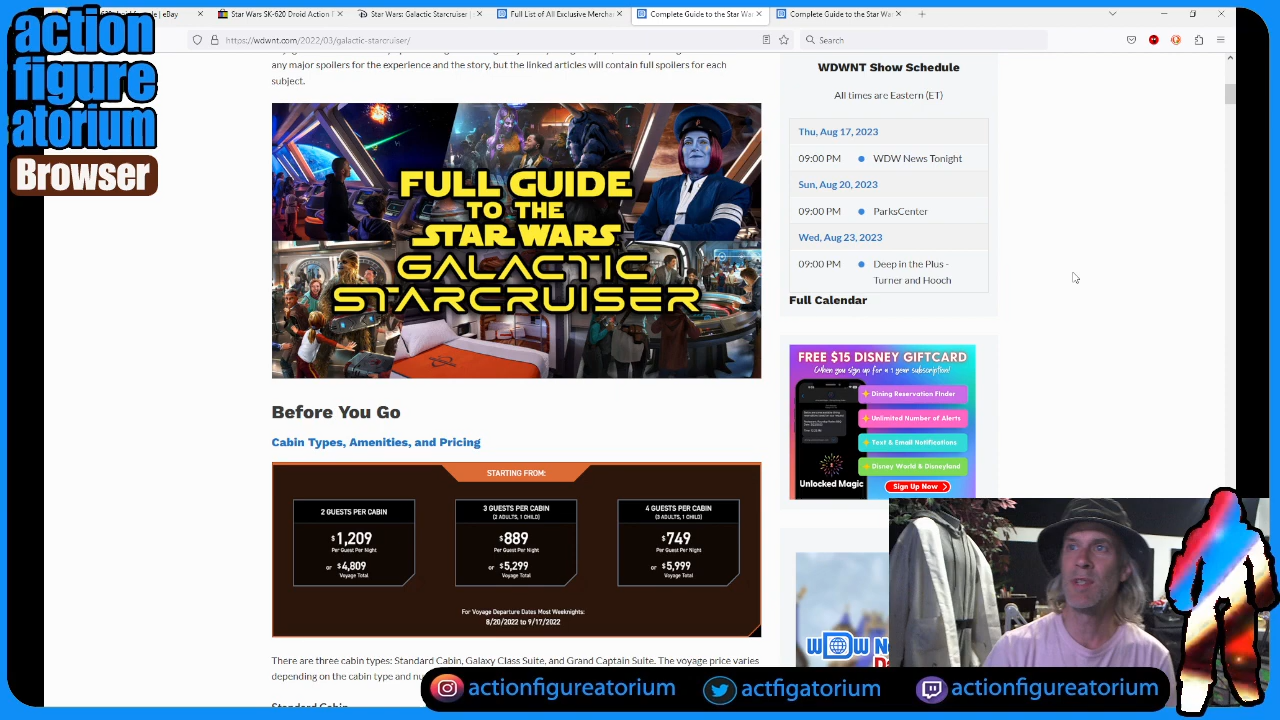 action
figure
atorium
Browser
eBay
Star Wars SK-620 Droid Action F
Star Wars: Galactic Starcruiser |
Full List of All Exclusive Mercha
Complete Guide to the Star War
Complete Guide to the Star War
https://wdwnt.com/2022/03/galactic-starcruiser/
Search
any major spoilers for the experience and the story, but the linked articles will contain full spoilers for each
subject.
FULL GUIDE
TO THE
STAR WARS
GALACTIC
STARCRUISER
Before You Go
Cabin Types, Amenities, and Pricing
STARTING FROM:
2 GUESTS PER CABIN
$1,209
Per Guest Per Night
or $4,809
Voyage Total
3 GUESTS PER CABIN
(2 ADULTS, 1 CHILD)
$889
Per Guest Per Night
or $5,299
Voyage Total
4 GUESTS PER CABIN
(3 ADULTS, 1 CHILD)
$749
Per Guest Per Night
or $5,999
Voyage Total
For Voyage Departure Dates Most Weeknights:
8/20/2022 to 9/17/2022
There are three cabin types: Standard Cabin, Galaxy Class Suite, and Grand Captain Suite. The voyage price varies
depending on the cabin type and nu
Standard Cabin
WDWNT Show Schedule
All times are Eastern (ET)
Thu, Aug 17, 2023
09:00 PM WDW News Tonight
Sun, Aug 20, 2023
09:00 PM ParksCenter
Wed, Aug 23, 2023
09:00 PM Deep in the Plus -
Turner and Hooch
Full Calendar
FREE $15 DISNEY GIFTCARD
(When you sign up for a 1 year subscription!)
Dining Reservation Finder
Unlimited Number of Alerts
Text & Email Notifications
Disney World & Disneyland
Unlocked Magic
Sign Up Now >
WDW N
Da
actionfigureatorium
actfigatorium
actionfigureatorium